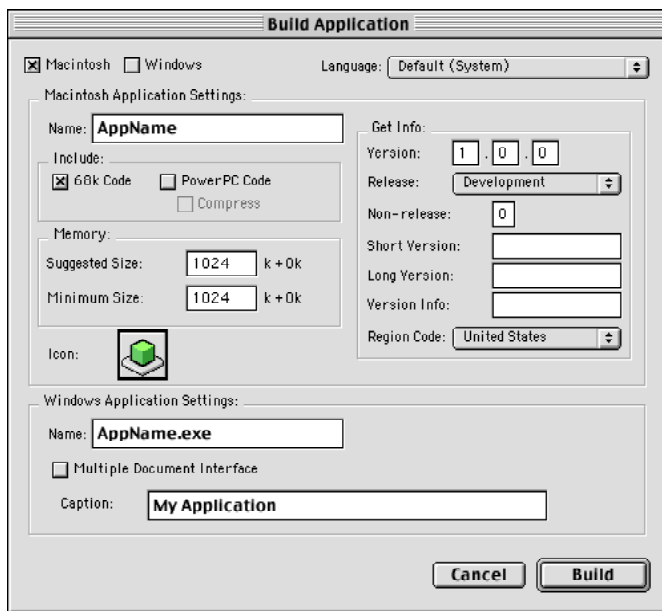 Build Application
Macintosh Windows Language: Default (System)
Macintosh Application Settings:
Name: AppName
Include:
68k Code PowerPC Code
Compress
Memory:
Suggested Size: 1024 k + 0k
Minimum Size: 1024 k + 0k
Icon:
Get Info:
Version: 1 . 0 . 0
Release: Development
Non-release: 0
Short Version:
Long Version:
Version Info:
Region Code: United States
Windows Application Settings:
Name: AppName.exe
Multiple Document Interface
Caption: My Application
Cancel Build